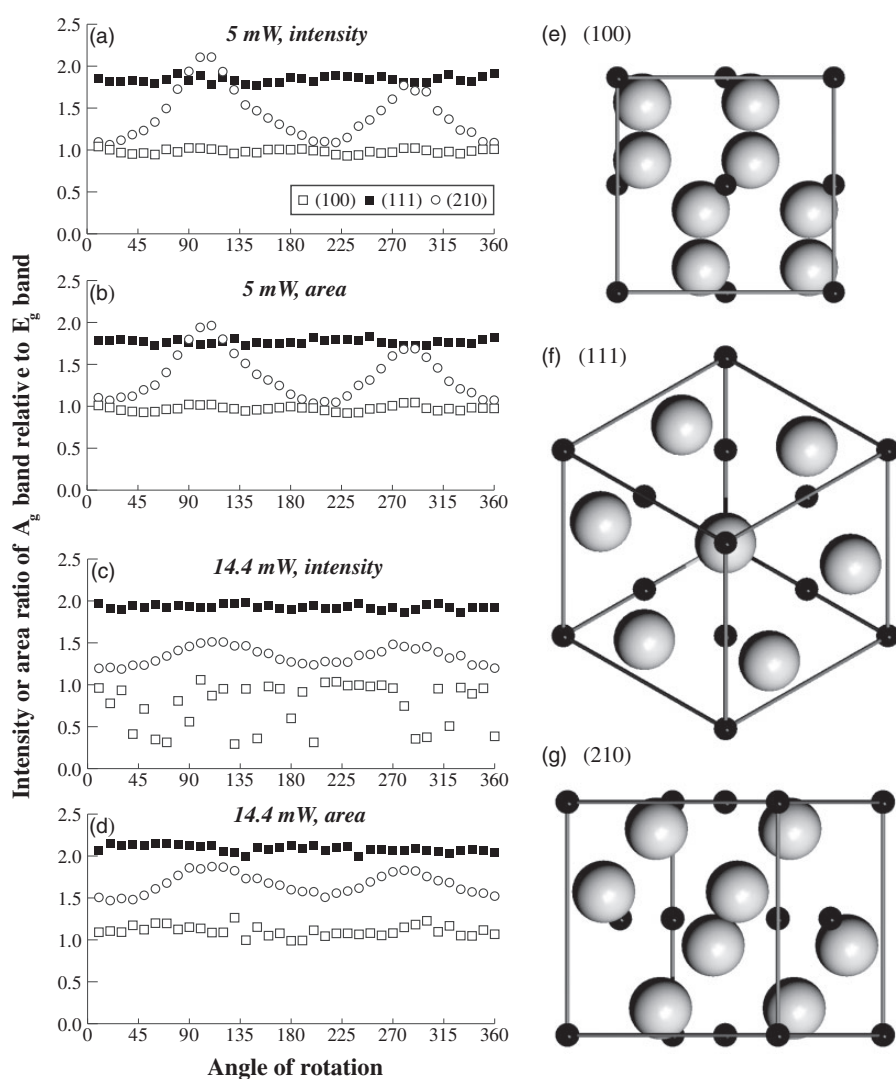 Intensity or area ratio of Ag band relative to Eg band
(a) 5 mW, intensity
2.5
2.0
1.5
1.0
0.5
0.0
(100) (111) (210)
0 45 90 135 180 225 270 315 360
(b) 5 mW, area
2.5
2.0
1.5
1.0
0.5
0.0
0 45 90 135 180 225 270 315 360
(c) 14.4 mW, intensity
2.5
2.0
1.5
1.0
0.5
0.0
0 45 90 135 180 225 270 315 360
(d) 14.4 mW, area
2.5
2.0
1.5
1.0
0.5
0.0
0 45 90 135 180 225 270 315 360
Angle of rotation
(e) (100)
(f) (111)
(g) (210)